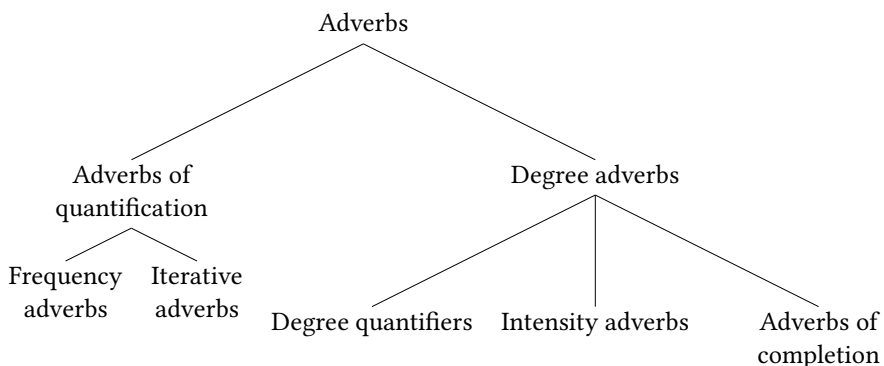 Adverbs
Adverbs of
quantification
Degree adverbs
Frequency
adverbs
Iterative
adverbs
Degree quantifiers
Intensity adverbs
Adverbs of
completion